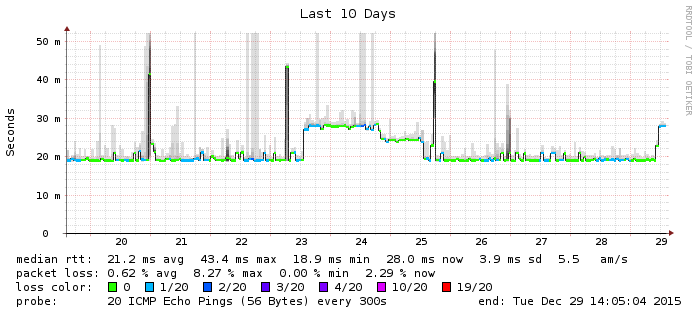 Last 10 Days
RRDTOOL / TOBI OETIKER
Seconds
50 m
40 m
30 m
20 m
10 m
0
20 21 22 23 24 25 26 27 28 29
median rtt: 21.2 ms avg 43.4 ms max 18.9 ms min 28.0 ms now 3.9 ms sd 5.5 am/s
packet loss: 0.62 % avg 8.27 % max 0.00 % min 2.29 % now
loss color: 0 1/20 2/20 3/20 4/20 10/20 19/20
probe: 20 ICMP Echo Pings (56 Bytes) every 300s end: Tue Dec 29 14:05:04 2015